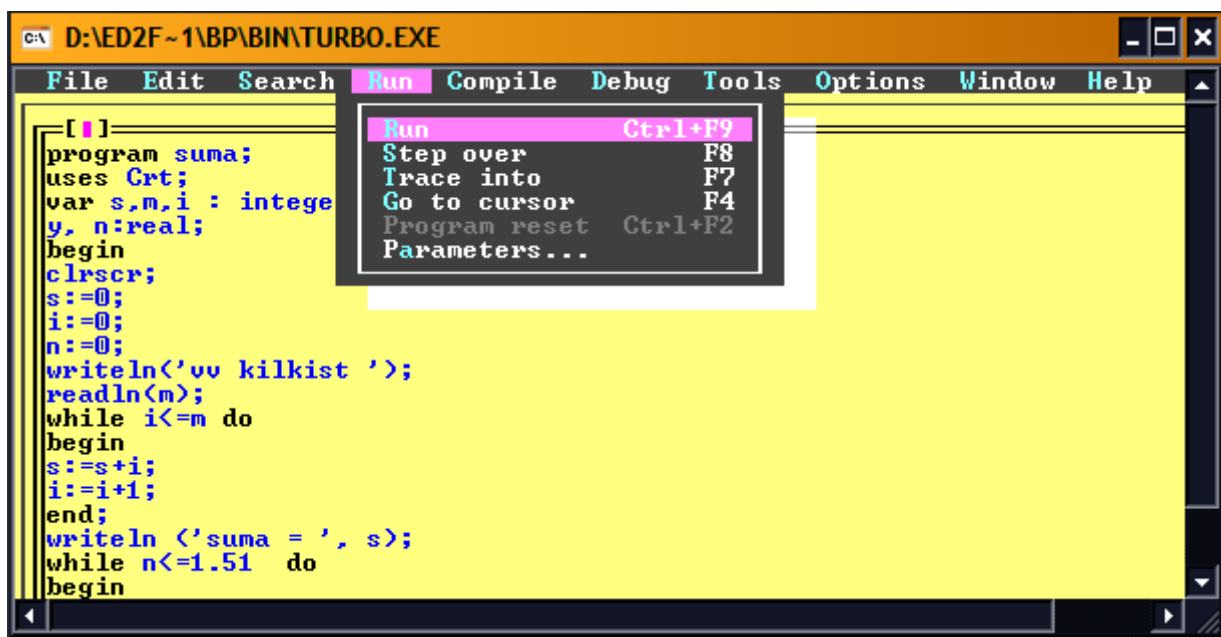 D:\ED2F~1\BP\BIN\TURBO.EXE
File Edit Search Run Compile Debug Tools Options Window Help
Run Ctrl+F9
Step over F8
Trace into F7
Go to cursor F4
Program reset Ctrl+F2
Parameters...
program suma;
uses Crt;
var s,m,i : intege
y, n:real;
begin
clrscr;
s:=0;
i:=0;
n:=0;
writeln('vv kilkist ');
readln(m);
while i<=m do
begin
s:=s+i;
i:=i+1;
end;
writeln ('suma = ', s);
while n<=1.51  do
begin